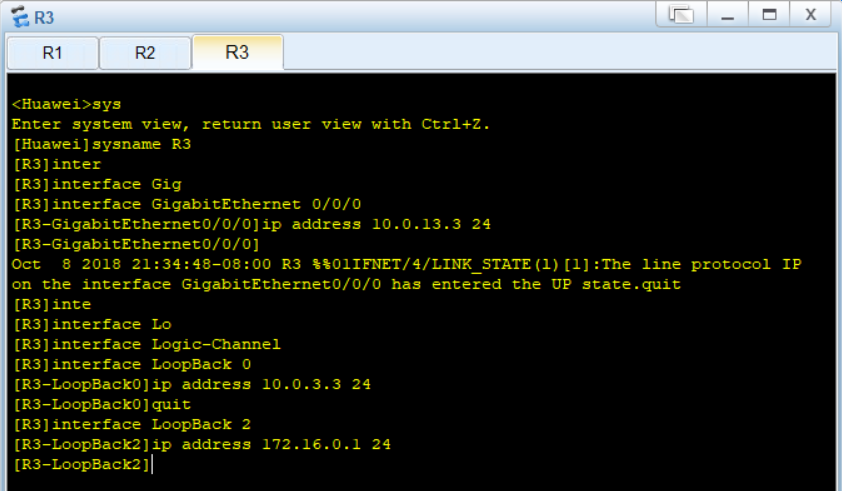 R3
X
R1
R2
R3
<Huawei>sys
Enter system view, return user view with Ctrl+Z.
[Huawei]sysname R3
[R3]inter
[R3]interface Gig
[R3]interface GigabitEthernet 0/0/0
[R3-GigabitEthernet0/0/0]ip address 10.0.13.3 24
[R3-GigabitEthernet0/0/0]
Oct  8 2018 21:34:48-08:00 R3 %%01IFNET/4/LINK_STATE(l)[1]:The line protocol IP
on the interface GigabitEthernet0/0/0 has entered the UP state.quit
[R3]inte
[R3]interface Lo
[R3]interface Logic-Channel
[R3]interface LoopBack 0
[R3-LoopBack0]ip address 10.0.3.3 24
[R3-LoopBack0]quit
[R3]interface LoopBack 2
[R3-LoopBack2]ip address 172.16.0.1 24
[R3-LoopBack2]